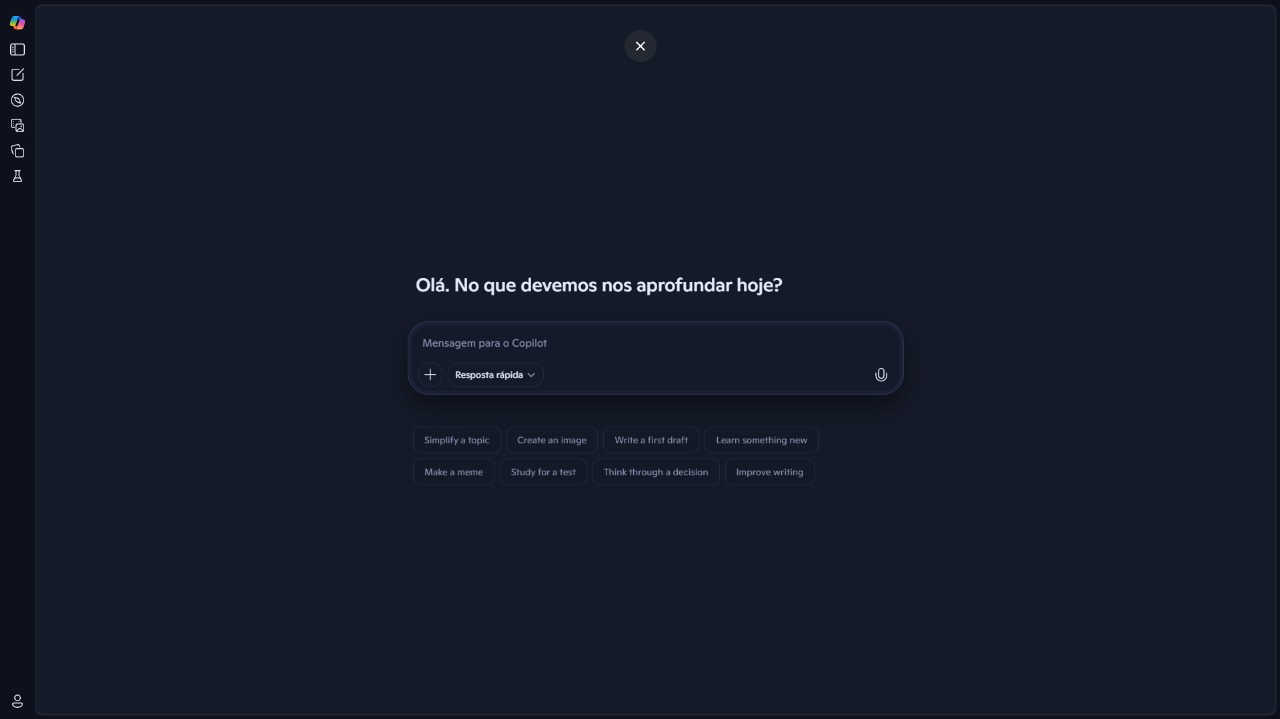 Olá. No que devemos nos aprofundar hoje?
Mensagem para o Copilot
Resposta rápida
Simplify a topic Create an image Write a first draft Learn something new
Make a meme Study for a test Think through a decision Improve writing